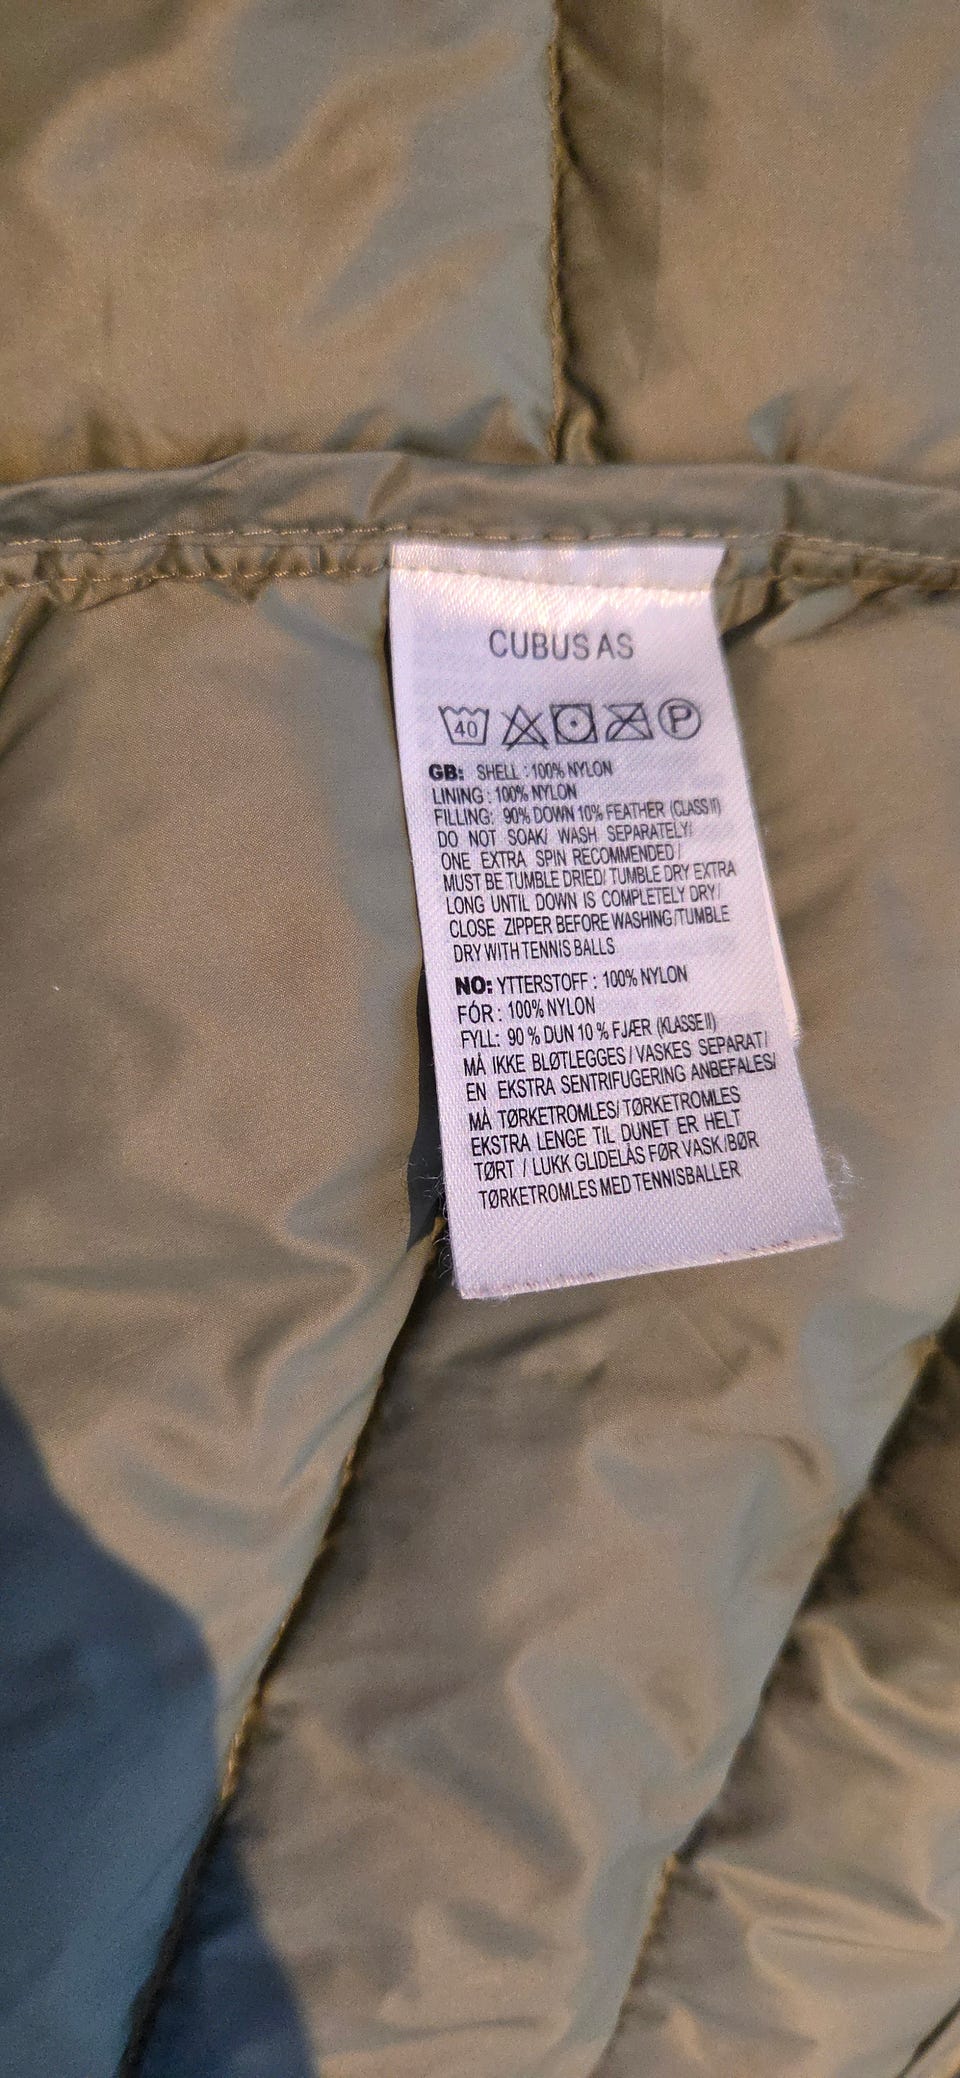 CUBUS AS
40 P
GB: SHELL : 100% NYLON
LINING : 100% NYLON
FILLING: 90% DOWN 10% FEATHER (CLASS II)
DO NOT SOAK/ WASH SEPARATELY/
ONE EXTRA SPIN RECOMMENDED /
MUST BE TUMBLE DRIED/ TUMBLE DRY EXTRA
LONG UNTIL DOWN IS COMPLETELY DRY/
CLOSE ZIPPER BEFORE WASHING/TUMBLE
DRY WITH TENNIS BALLS
NO: YTTERSTOFF : 100% NYLON
FÓR : 100% NYLON
FYLL: 90 % DUN 10 % FJÆR (KLASSE II)
MÅ IKKE BLØTLEGGES / VASKES SEPARAT/
EN EKSTRA SENTRIFUGERING ANBEFALES/
MÅ TØRKETROMLES/ TØRKETROMLES
EKSTRA LENGE TIL DUNET ER HELT
TØRT / LUKK GLIDELÅS FØR VASK /BØR
TØRKETROMLES MED TENNISBALLER